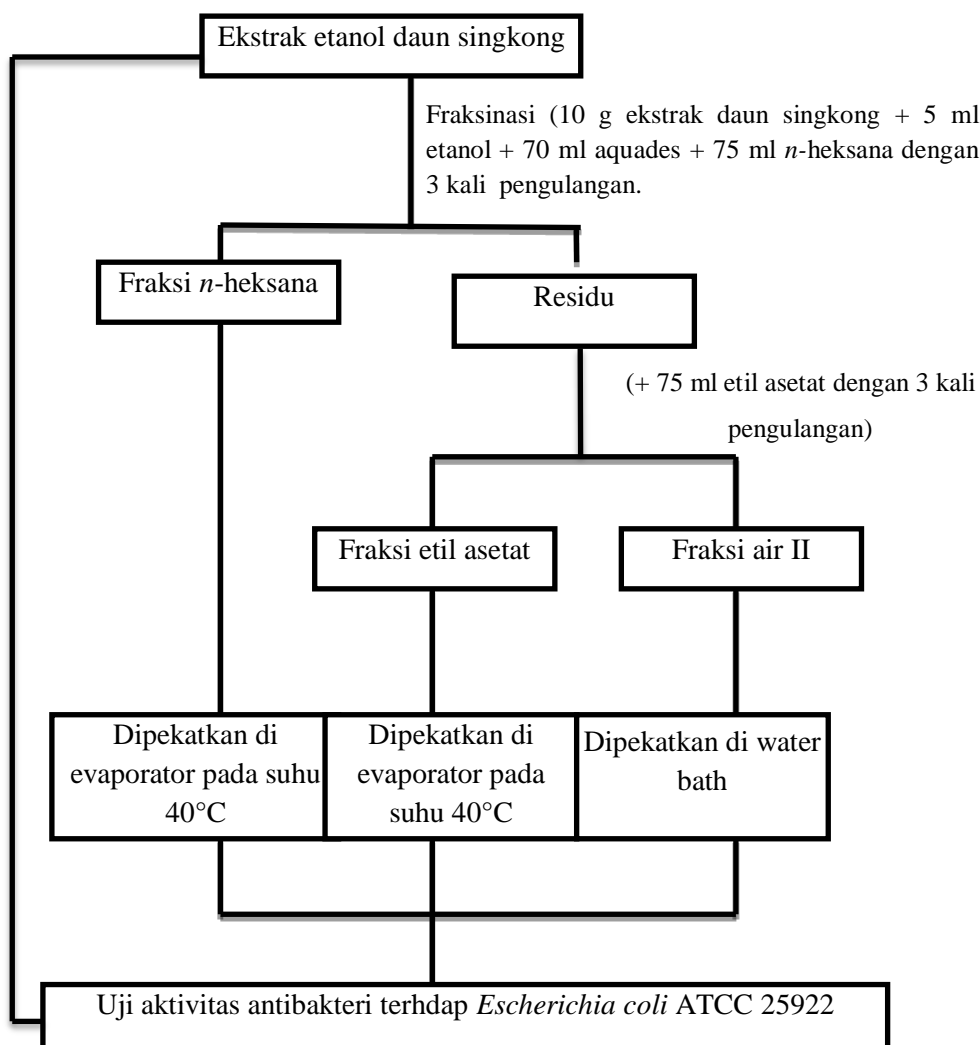 Ekstrak etanol daun singkong
Fraksinasi (10 g ekstrak daun singkong + 5 ml
etanol + 70 ml aquades + 75 ml n-heksana dengan
3 kali pengulangan.
Fraksi n-heksana
Residu
(+ 75 ml etil asetat dengan 3 kali
pengulangan)
Fraksi etil asetat
Fraksi air II
Dipekatkan di
evaporator pada suhu
40°C
Dipekatkan di
evaporator pada
suhu 40°C
Dipekatkan di water
bath
Uji aktivitas antibakteri terhdap Escherichia coli ATCC 25922